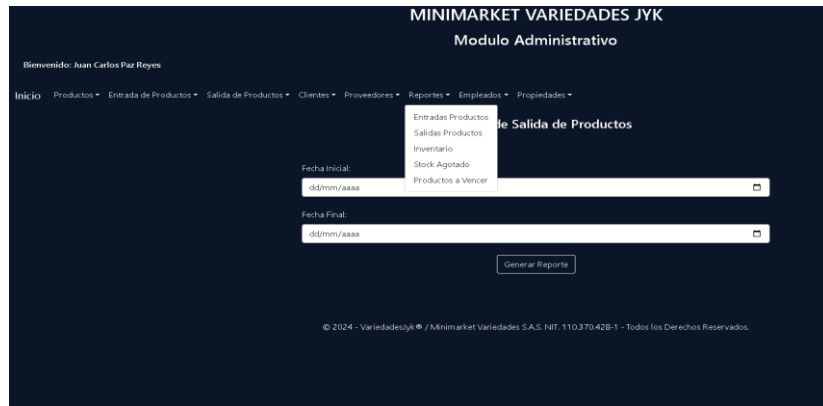 MINIMARKET VARIEDADES JYK
Modulo Administrativo
Bienvenido: Juan Carlos Paz Reyes
Inicio Productos Entrada de Productos Salida de Productos Clientes Proveedores Reportes Empleados Propiedades
Entradas Productos
Salidas Productos
Inventario
Stock Agotado
Productos a Vencer
de Salida de Productos
Fecha Inicial:
dd/mm/aaaa
Fecha Final:
dd/mm/aaaa
Generar Reporte
© 2024 - VariedadesJyk® / Minimarket Variedades S.A.S. NIT. 110.370.428-1 - Todos los Derechos Reservados.